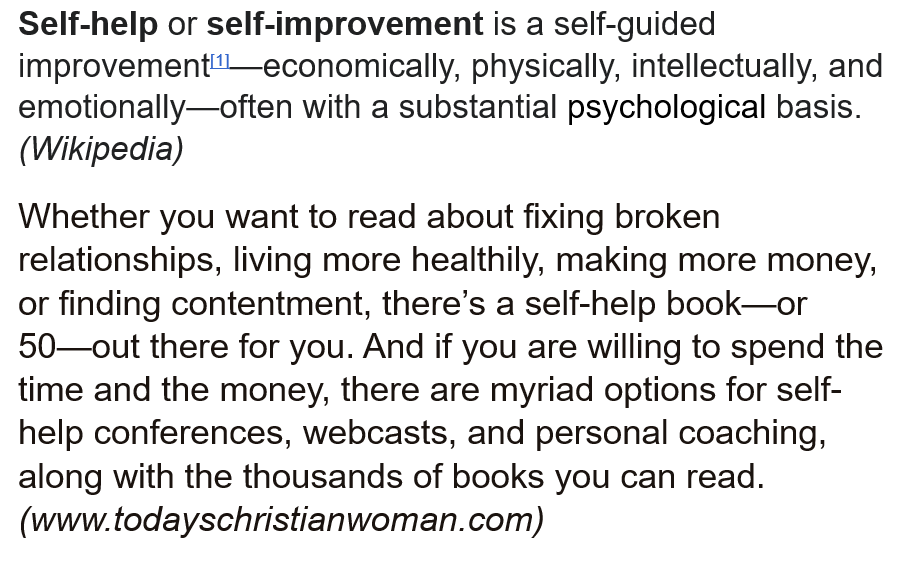 Self-help or self-improvement is a self-guided
improvement[1]—economically, physically, intellectually, and
emotionally—often with a substantial psychological basis.
(Wikipedia)
Whether you want to read about fixing broken
relationships, living more healthily, making more money,
or finding contentment, there’s a self-help book—or
50—out there for you. And if you are willing to spend the
time and the money, there are myriad options for self-
help conferences, webcasts, and personal coaching,
along with the thousands of books you can read.
(www.todayschristianwoman.com)